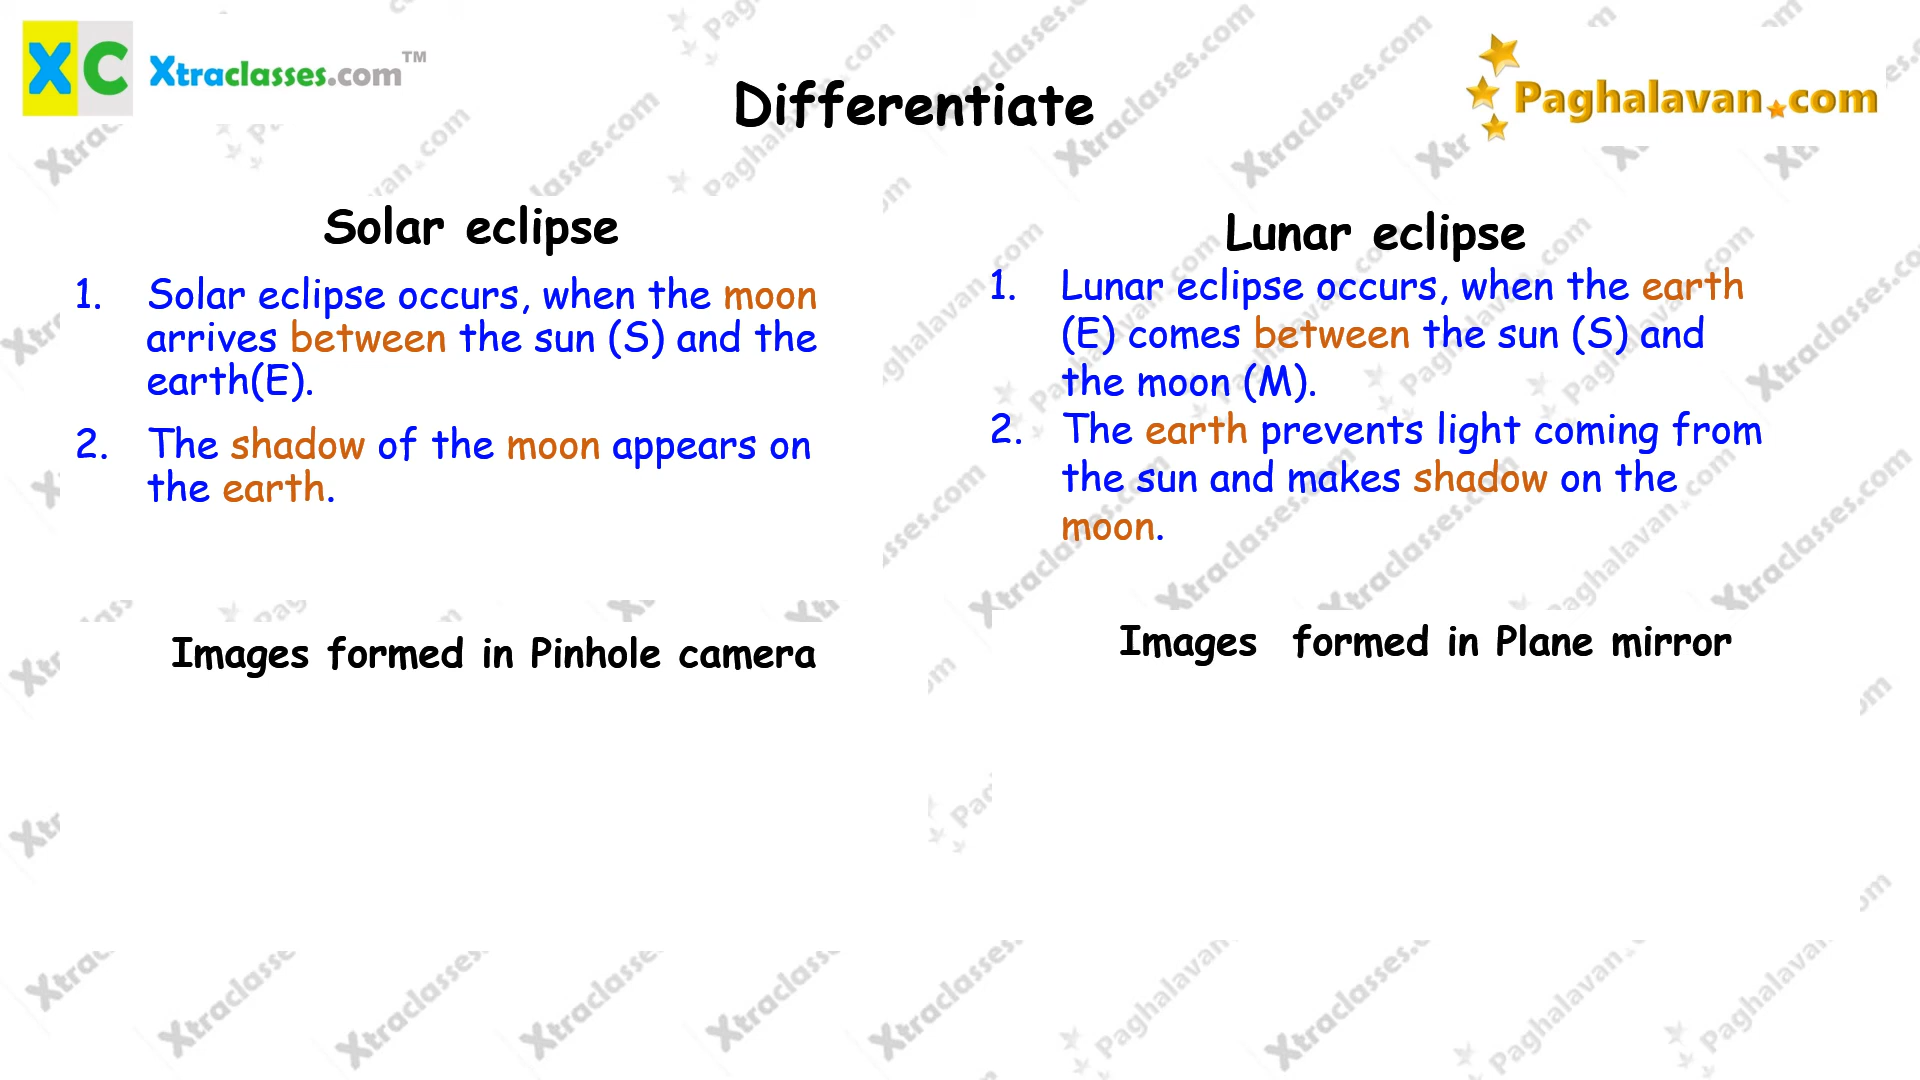 XC Xtraclasses.com™
Paghalavan.com
Differentiate
Solar eclipse
1. Solar eclipse occurs, when the moon
arrives between the sun (S) and the
earth(E).
2. The shadow of the moon appears on
the earth.
Lunar eclipse
1. Lunar eclipse occurs, when the earth
(E) comes between the sun (S) and
the moon (M).
2. The earth prevents light coming from
the sun and makes shadow on the
moon.
Images formed in Pinhole camera
Images formed in Plane mirror